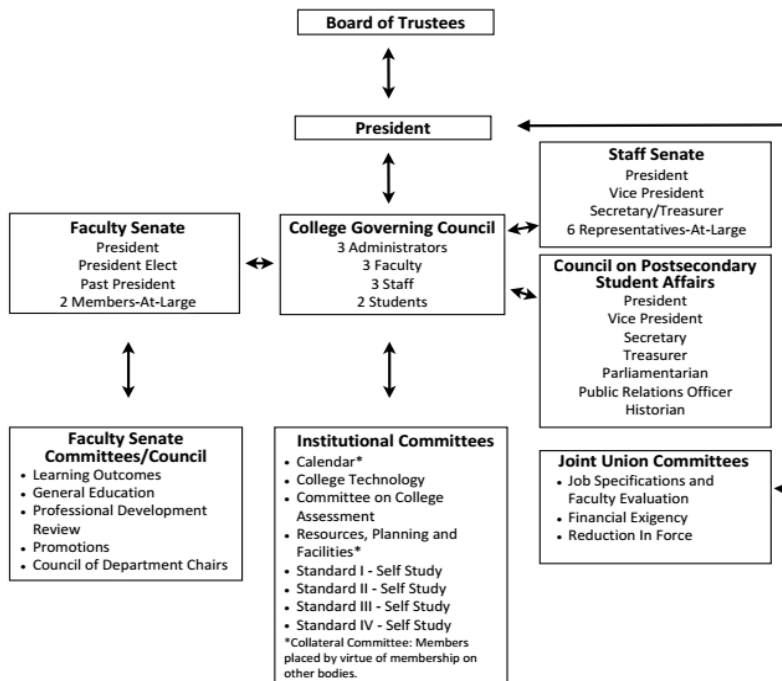 Board of Trustees
President
Staff Senate
President
Vice President
Secretary/Treasurer
6 Representatives-At-Large
Faculty Senate
President
President Elect
Past President
2 Members-At-Large
College Governing Council
3 Administrators
3 Faculty
3 Staff
2 Students
Council on Postsecondary
Student Affairs
President
Vice President
Secretary
Treasurer
Parliamentarian
Public Relations Officer
Historian
Faculty Senate
Committees/Council
• Learning Outcomes
• General Education
• Professional Development
Review
• Promotions
• Council of Department Chairs
Institutional Committees
• Calendar*
• College Technology
• Committee on College
Assessment
• Resources, Planning and
Facilities*
• Standard I - Self Study
• Standard II - Self Study
• Standard III - Self Study
• Standard IV - Self Study
*Collateral Committee: Members
placed by virtue of membership on
other bodies.
Joint Union Committees
• Job Specifications and
Faculty Evaluation
• Financial Exigency
• Reduction In Force